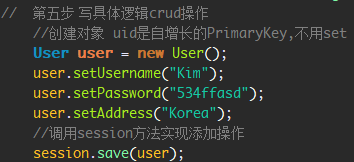 //  第五步 写具体逻辑crud操作
//创建对象 uid是自增长的PrimaryKey,不用set
User user = new User();
user.setUsername("Kim");
user.setPassword("534ffasd");
user.setAddress("Korea");
//调用session方法实现添加操作
session.save(user);